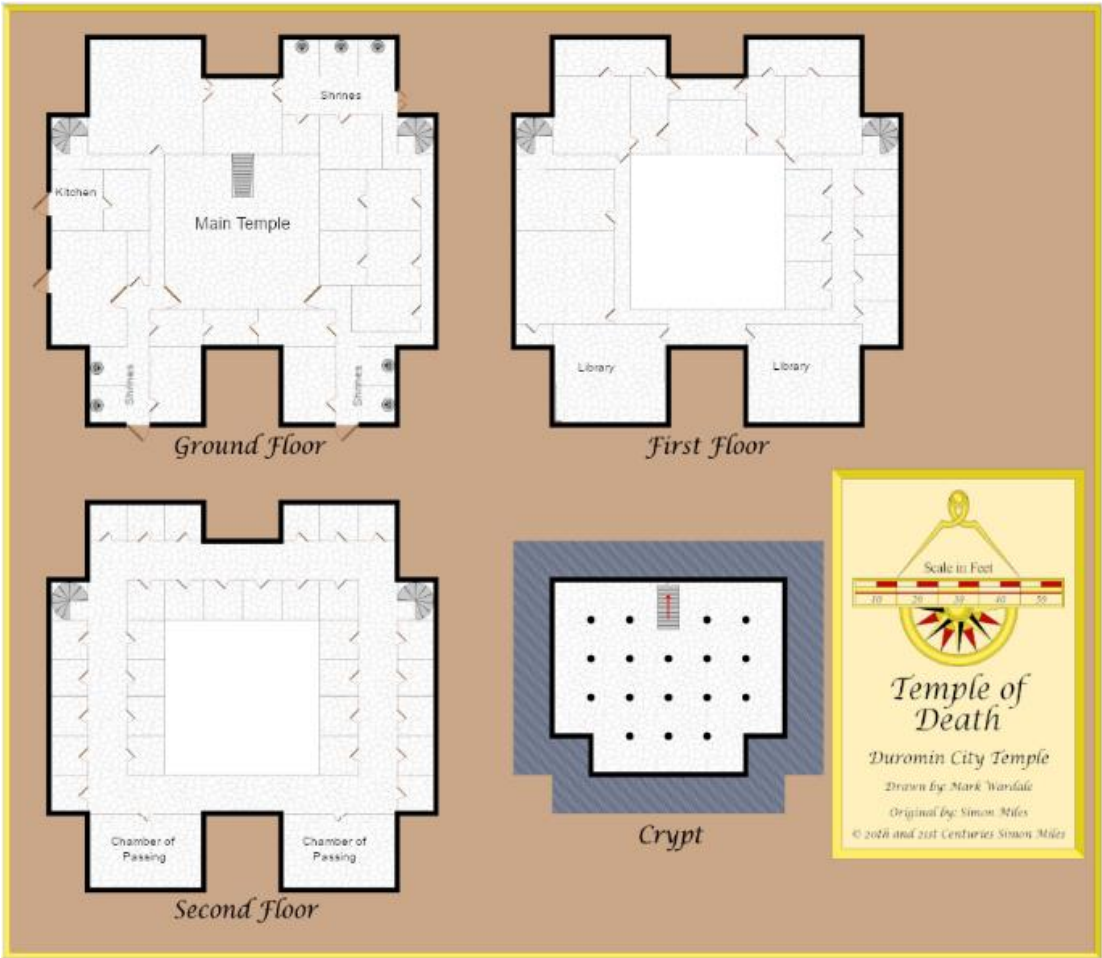 Shrines
Kitchen
Main Temple
Shrines
Shrines
Ground Floor
Library
Library
First Floor
Chamber of
Passing
Chamber of
Passing
Second Floor
Crypt
Scale in Feet
10 20 30 40 50
Temple of
Death
Duromin City Temple
Drawn by: Mark Wardale
Original by: Simon Miles
© 20th and 21st Centuries Simon Miles